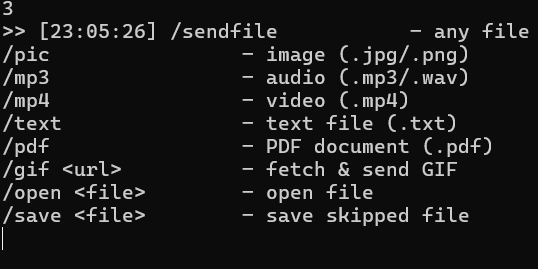 3
>> [23:05:26] /sendfile - any file
/pic - image (.jpg/.png)
/mp3 - audio (.mp3/.wav)
/mp4 - video (.mp4)
/text - text file (.txt)
/pdf - PDF document (.pdf)
/gif <url> - fetch & send GIF
/open <file> - open file
/save <file> - save skipped file